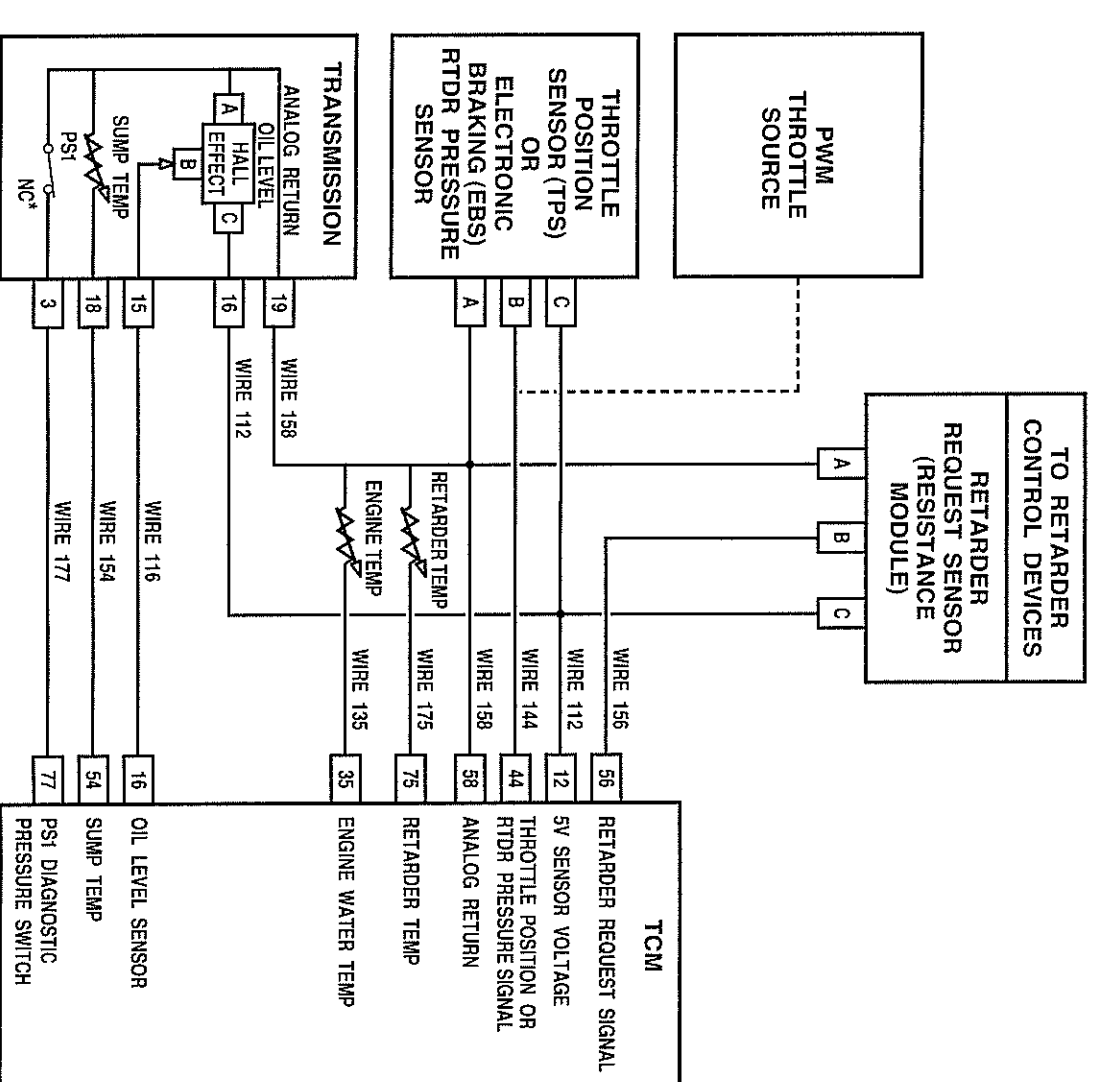 TO RETARDER
CONTROL DEVICES
RETARDER
REQUEST SENSOR
(RESISTANCE
MODULE)
A
B
C
PWM
THROTTLE
SOURCE
THROTTLE
POSITION
SENSOR (TPS)
OR
ELECTRONIC
BRAKING (EBS)
RTDR PRESSURE
SENSOR
C
B
A
TRANSMISSION
ANALOG RETURN
OIL LEVEL
A
HALL
EFFECT
B
C
SUMP TEMP
PS1
NC*
19
16
15
18
3
WIRE 158
WIRE 112
WIRE 116
WIRE 154
WIRE 177
RETARDER TEMP
ENGINE TEMP
WIRE 156
WIRE 112
WIRE 144
WIRE 158
WIRE 175
WIRE 135
56
12
44
58
75
35
16
54
77
TCM
RETARDER REQUEST SIGNAL
5V SENSOR VOLTAGE
THROTTLE POSITION OR
RTDR PRESSURE SIGNAL
ANALOG RETURN
RETARDER TEMP
ENGINE WATER TEMP
OIL LEVEL SENSOR
SUMP TEMP
PS1 DIAGNOSTIC
PRESSURE SWITCH